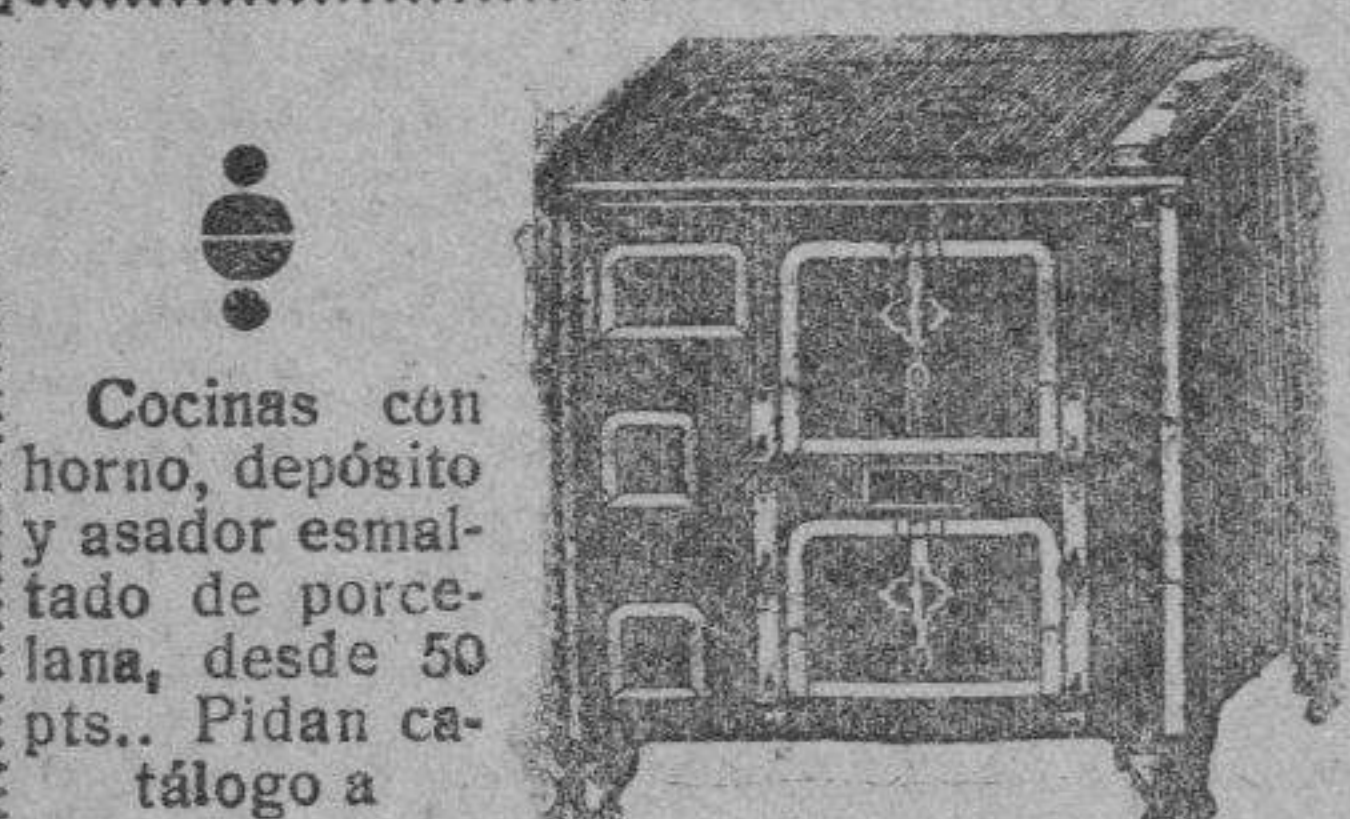 Cocinas con
horno, depósito
y asador esmal-
tado de porce-
lana, desde 50
pts.. Pidan ca-
tálogo a